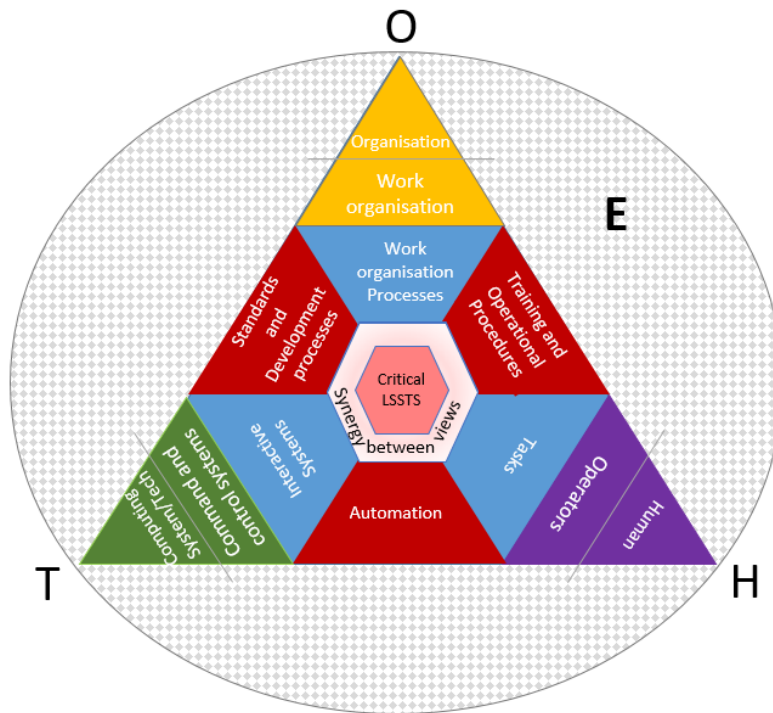 O
Organisation
Work
organisation
E
Work
organisation
Processes
Standards
and
Development
processes
Training and
Operational
Procedures
Critical
LSSTS
Synergy
between
views
Interactive
Systems
Tasks
Automation
Command and
control systems
Computing
System/Tech
Operators
Human
T
H